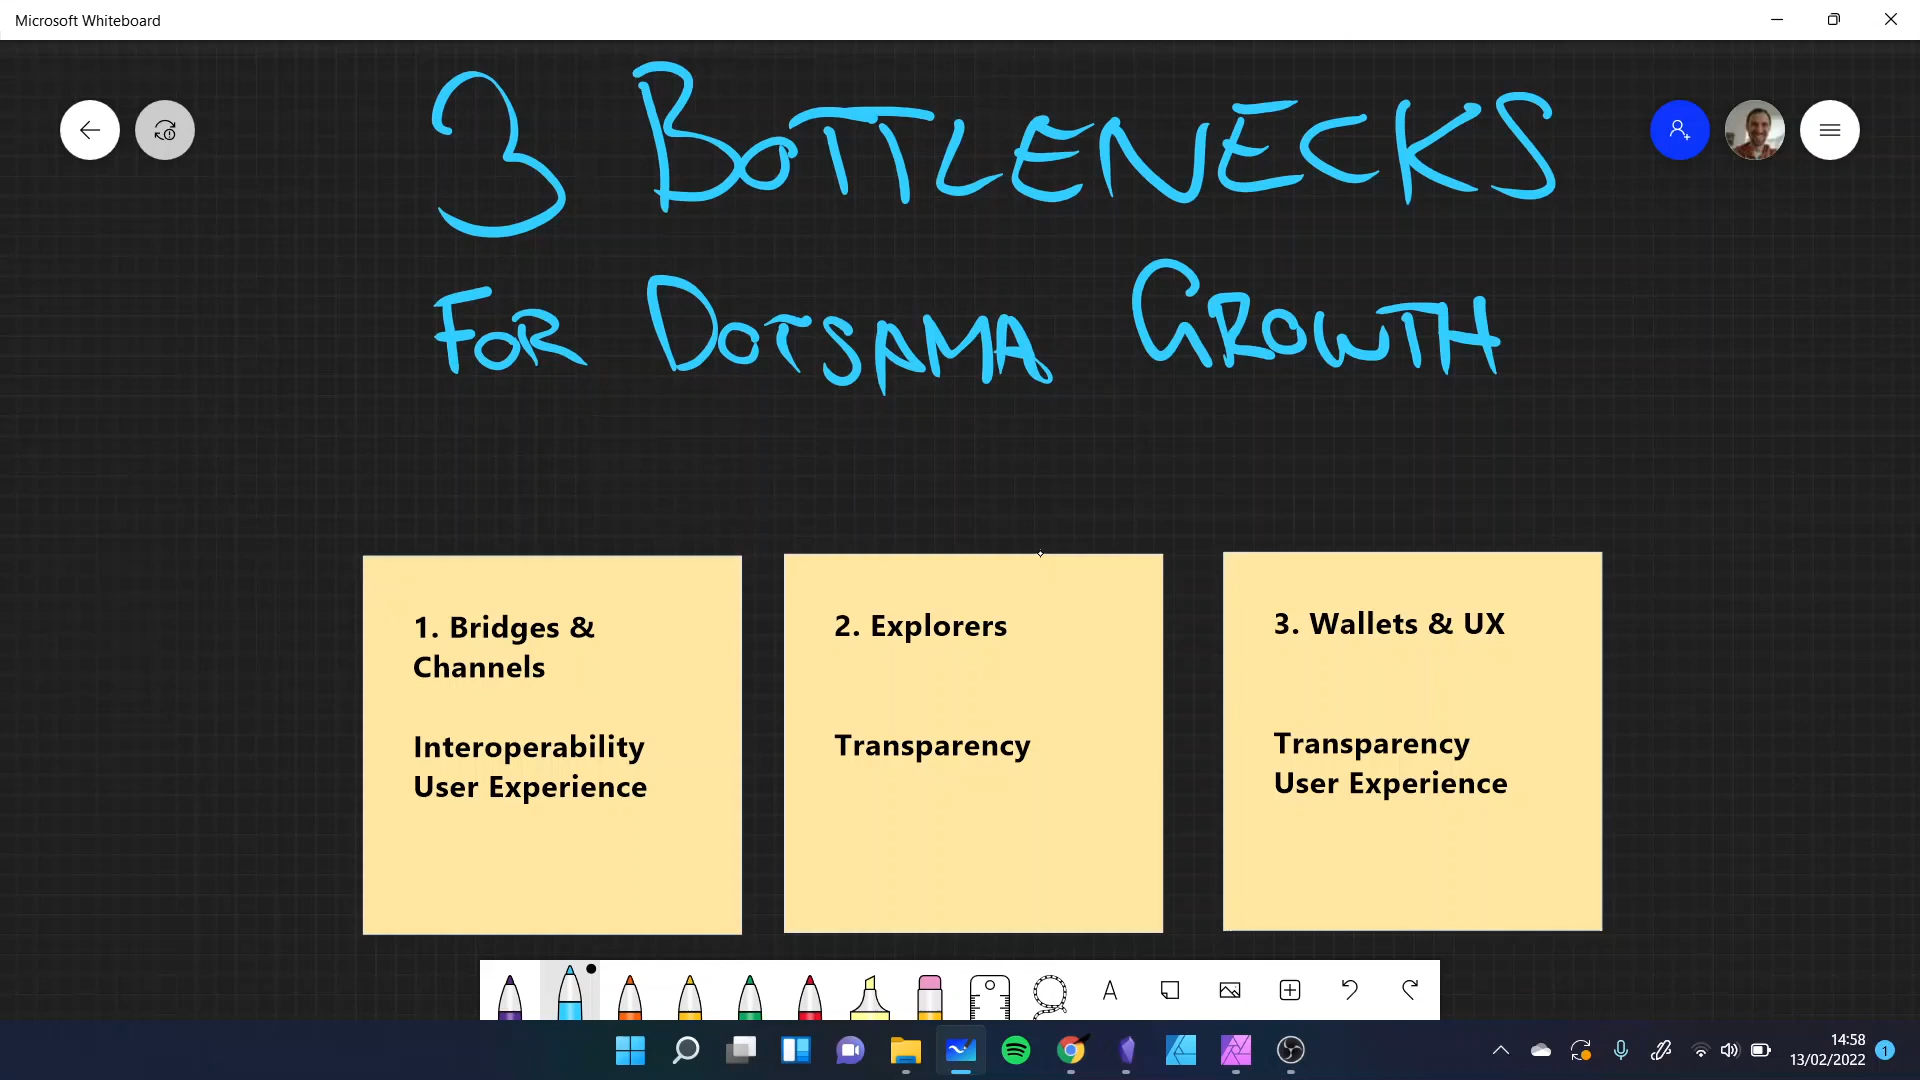 Microsoft Whiteboard
3 BOTTLENECKS
FOR DOTSAMA GROWTH
1. Bridges &
Channels
Interoperability
User Experience
2. Explorers
Transparency
3. Wallets & UX
Transparency
User Experience
14:58
13/02/2022
1